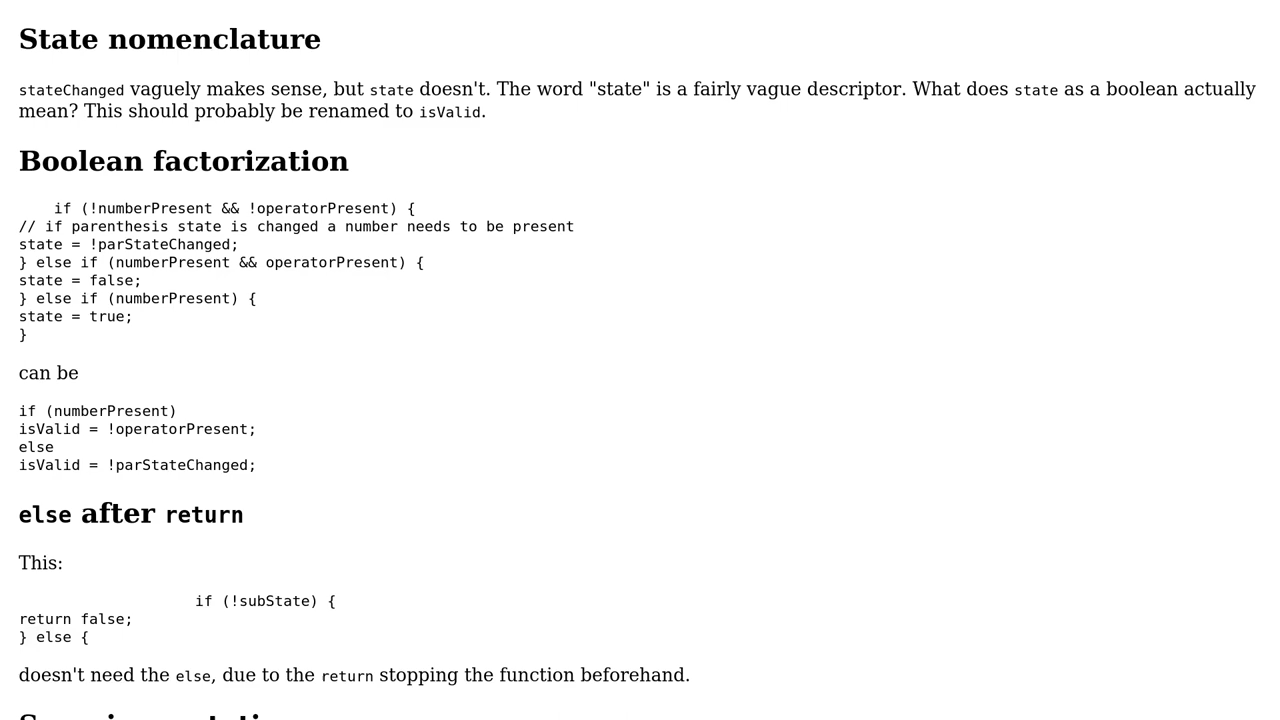 State nomenclature
stateChanged vaguely makes sense, but state doesn't. The word "state" is a fairly vague descriptor. What does state as a boolean actually
mean? This should probably be renamed to isValid.
Boolean factorization
    if (!numberPresent && !operatorPresent) {
// if parenthesis state is changed a number needs to be present
state = !parStateChanged;
} else if (numberPresent && operatorPresent) {
state = false;
} else if (numberPresent) {
state = true;
}
can be
if (numberPresent)
isValid = !operatorPresent;
else
isValid = !parStateChanged;
else after return
This:
                    if (!subState) {
return false;
} else {
doesn't need the else, due to the return stopping the function beforehand.